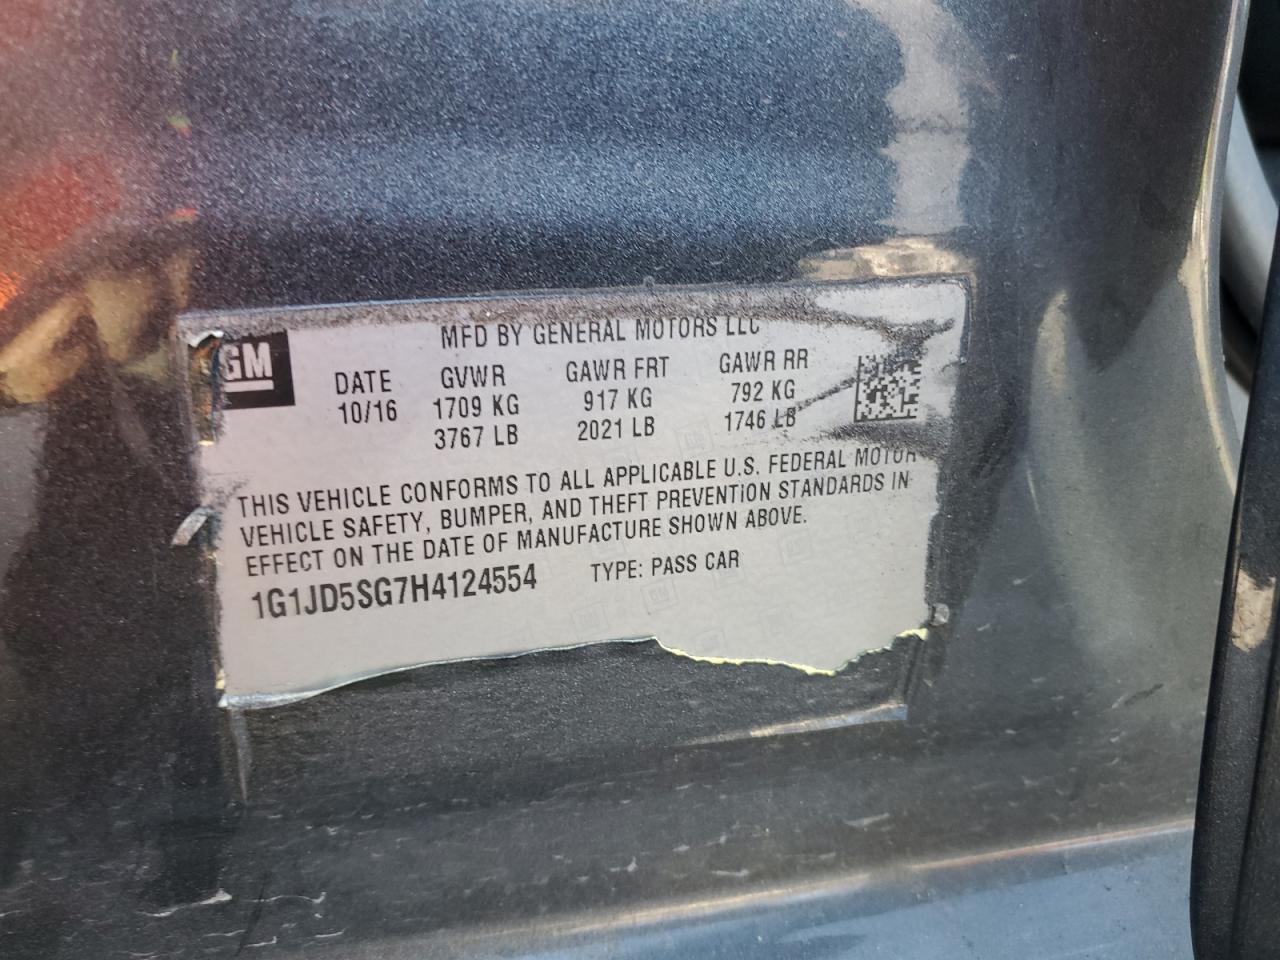 GM
MFD BY GENERAL MOTORS LLC
DATE GVWR GAWR FRT GAWR RR
10/16 1709 KG 917 KG 792 KG
3767 LB 2021 LB 1746 LB
THIS VEHICLE CONFORMS TO ALL APPLICABLE U.S. FEDERAL MOTOR
VEHICLE SAFETY, BUMPER, AND THEFT PREVENTION STANDARDS IN
EFFECT ON THE DATE OF MANUFACTURE SHOWN ABOVE.
1G1JD5SG7H4124554 TYPE: PASS CAR